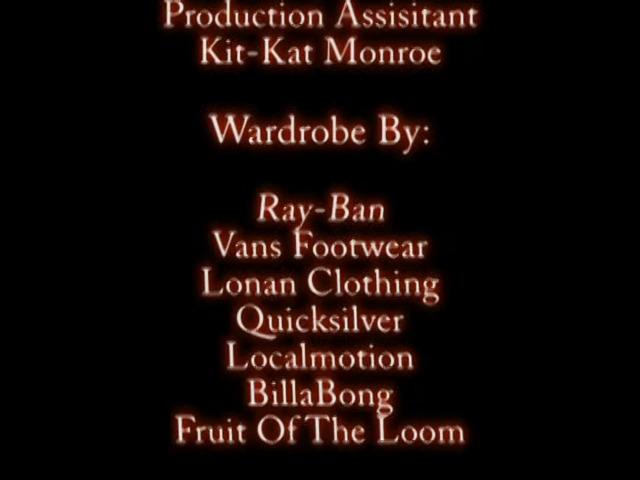 Production Assisitant
Kit-Kat Monroe
Wardrobe By:
Ray-Ban
Vans Footwear
Lonan Clothing
Quicksilver
Localmotion
BillaBong
Fruit Of The Loom